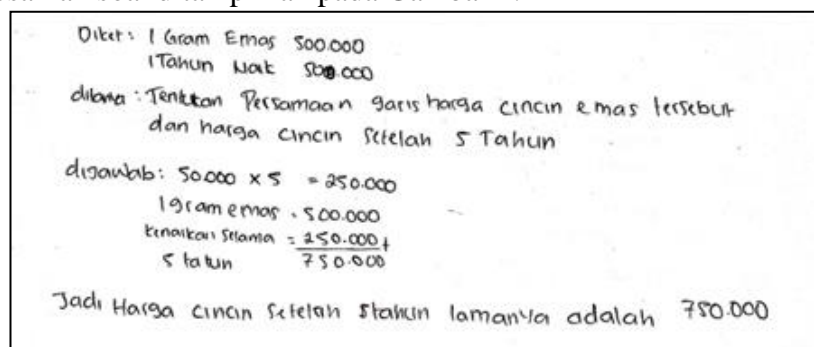 Diket: 1 Gram Emas 500.000
1 Tahun Naik 50.000
ditanya: Tentukan Persamaan garis harga cincin emas tersebut
dan harga cincin setelah 5 Tahun
dijawab: 50.000 x 5 = 250.000
1 gram emas = 500.000
kenaikan selama = 250.000 +
5 tahun 750.000
Jadi Harga cincin setelah 5 tahun lamanya adalah 750.000